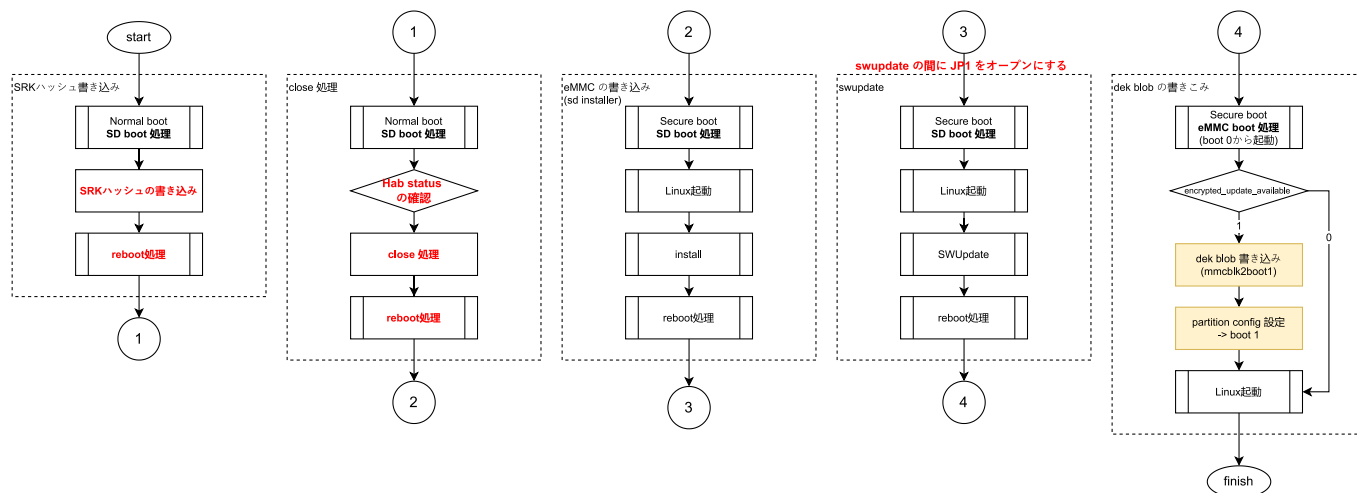 start
SRKハッシュ書き込み
Normal boot
SD boot 処理
SRKハッシュの書き込み
reboot処理
1
1
close 処理
Normal boot
SD boot 処理
Hab status
の確認
close 処理
reboot処理
2
2
eMMC の書き込み
(sd installer)
Secure boot
SD boot 処理
Linux起動
install
reboot処理
3
3
swupdate の間に JP1 をオープンにする
swupdate
Secure boot
SD boot 処理
Linux起動
SWUpdate
reboot処理
4
4
dek blob の書きこみ
Secure boot
eMMC boot 処理
(boot 0から起動)
encrypted_update_available
1
0
dek blob 書き込み
(mmcblk2boot1)
partition config 設定
-> boot 1
Linux起動
finish